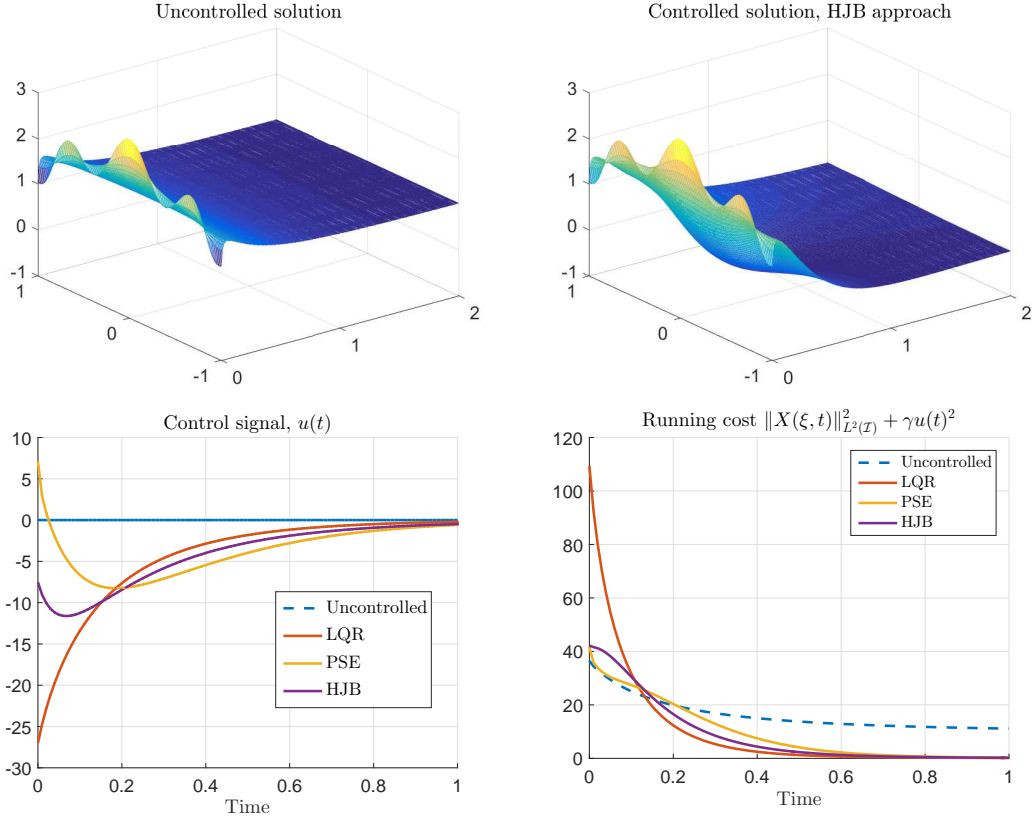 Uncontrolled solution
3
2
1
0
-1
1
0
-1
0
1
2
Controlled solution, HJB approach
3
2
1
0
-1
1
0
-1
0
1
2
Control signal, u(t)
10
5
0
-5
-10
-15
-20
-25
-30
Uncontrolled
LQR
PSE
HJB
0 0.2 0.4 0.6 0.8 1
Time
Running cost ‖X(ξ, t)‖²_{L²(𝓘)} + γu(t)²
120
100
80
60
40
20
0
Uncontrolled
LQR
PSE
HJB
0 0.2 0.4 0.6 0.8 1
Time